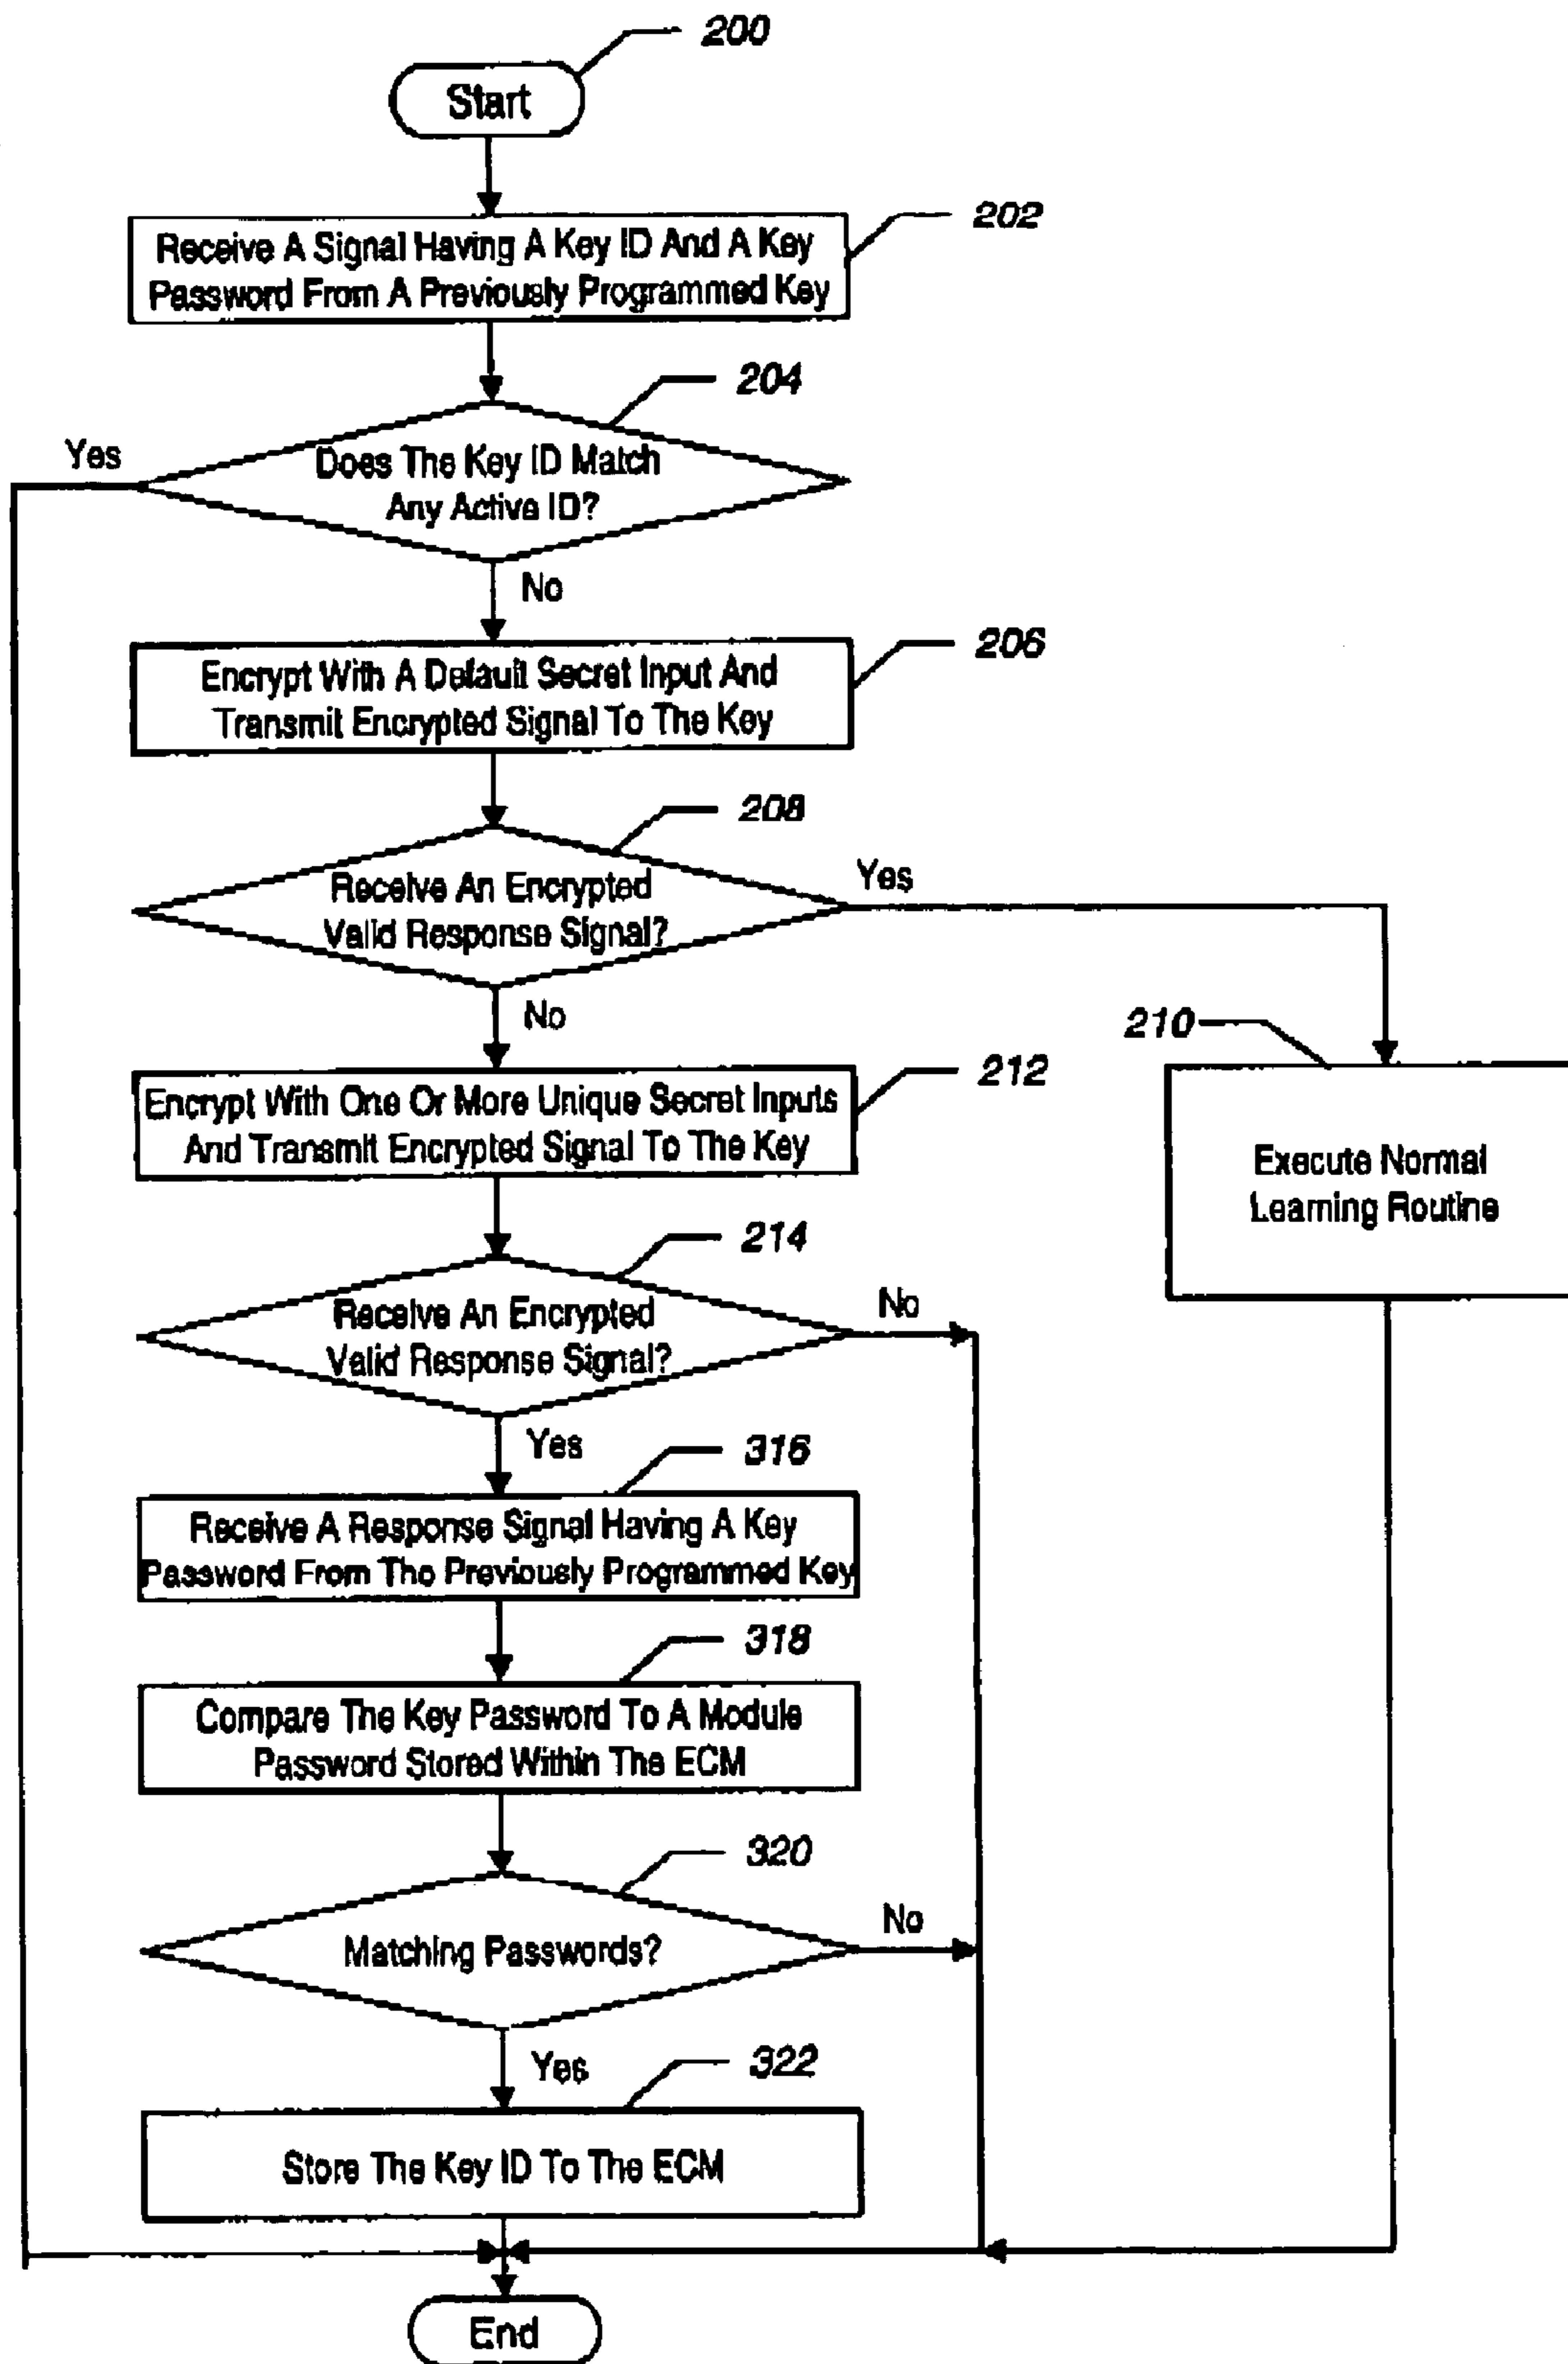 200
Start
202
Receive A Signal Having A Key ID And A Key
Password From A Previously Programmed Key
204
Yes
Does The Key ID Match
Any Active ID?
No
206
Encrypt With A Default Secret Input And
Transmit Encrypted Signal To The Key
208
Receive An Encrypted
Valid Response Signal?
Yes
No
210
Execute Normal
Learning Routine
212
Encrypt With One Or More Unique Secret Inputs
And Transmit Encrypted Signal To The Key
214
Receive An Encrypted
Valid Response Signal?
No
Yes
316
Receive A Response Signal Having A Key
Password From The Previously Programmed Key
318
Compare The Key Password To A Module
Password Stored Within The ECM
320
Matching Passwords?
No
Yes
322
Store The Key ID To The ECM
End